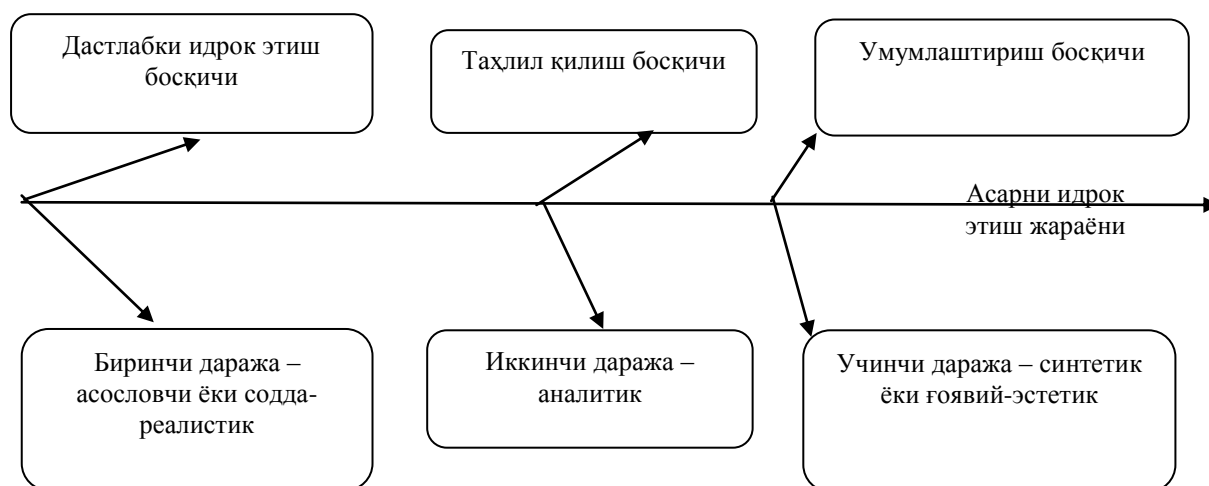 Дастлабки идрок этиш
босқичи
Таҳлил қилиш босқичи
Умумлаштириш босқичи
Асарни идрок
этиш жараёни
Биринчи даража –
асословчи ёки содда-
реалистик
Иккинчи даража –
аналитик
Учинчи даража – синтетик
ёки ғоявий-эстетик